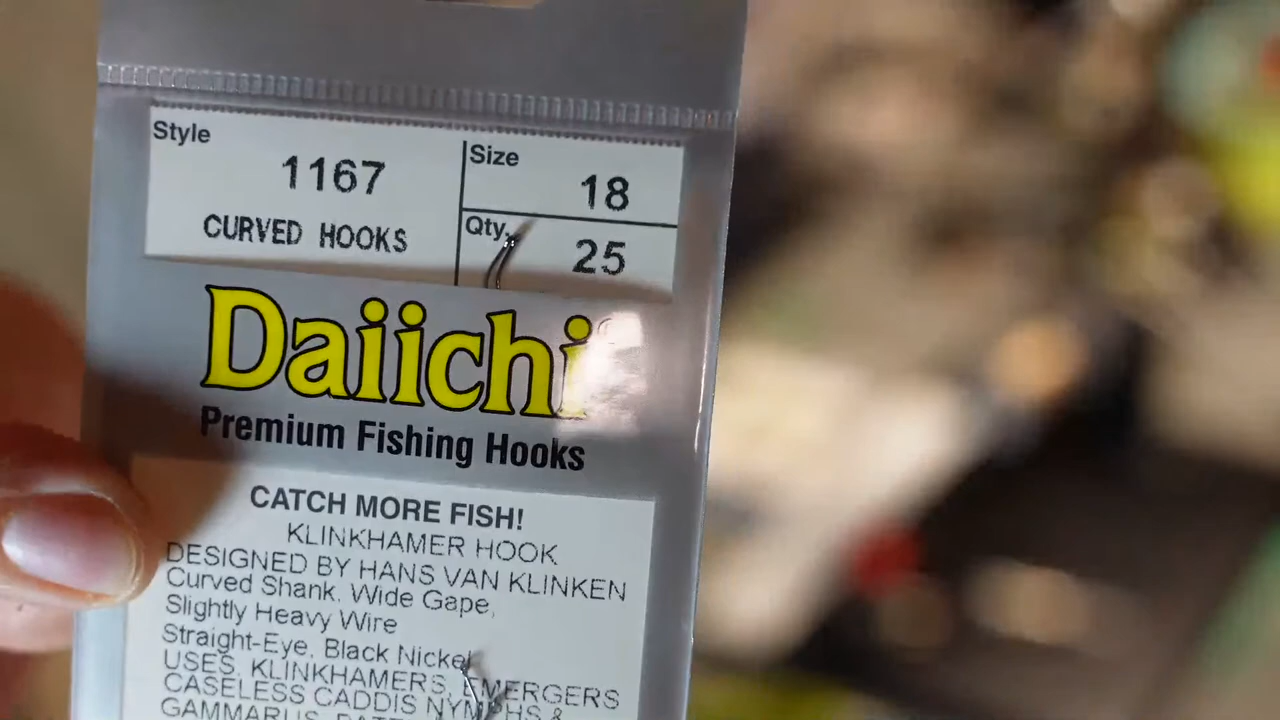 Style
1167
CURVED HOOKS
Size
18
Qty.
25
Daiichi
Premium Fishing Hooks
CATCH MORE FISH!
KLINKHAMER HOOK
DESIGNED BY HANS VAN KLINKEN
Curved Shank, Wide Gape,
Slightly Heavy Wire
Straight-Eye, Black Nickel
USES, KLINKHAMERS, EMERGERS
CASELESS CADDIS NYMPHS &
GAMMARUS,